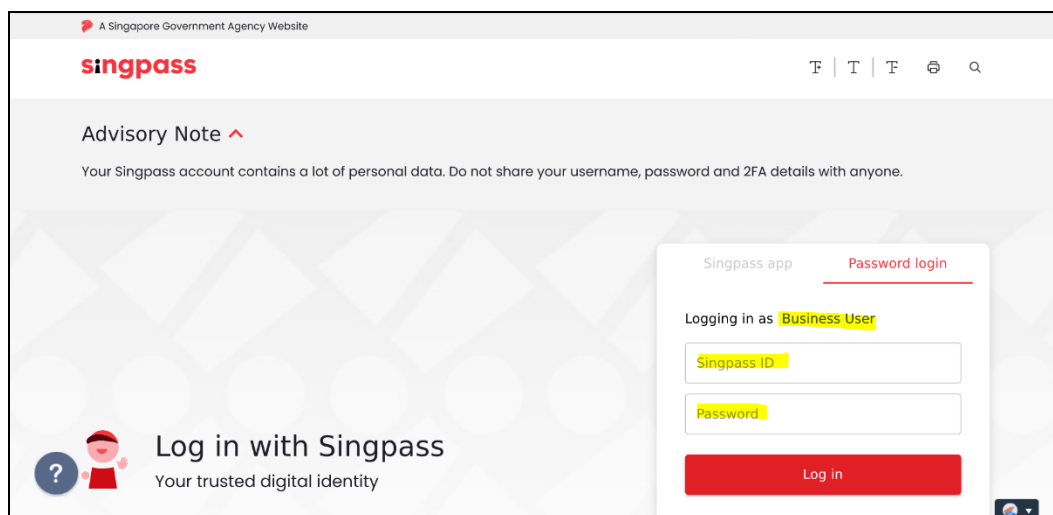 A Singapore Government Agency Website
singpass
T T T
Advisory Note
Your Singpass account contains a lot of personal data. Do not share your username, password and 2FA details with anyone.
Singpass app Password login
Logging in as Business User
Singpass ID
Password
Log in with Singpass
Your trusted digital identity
?
Log in